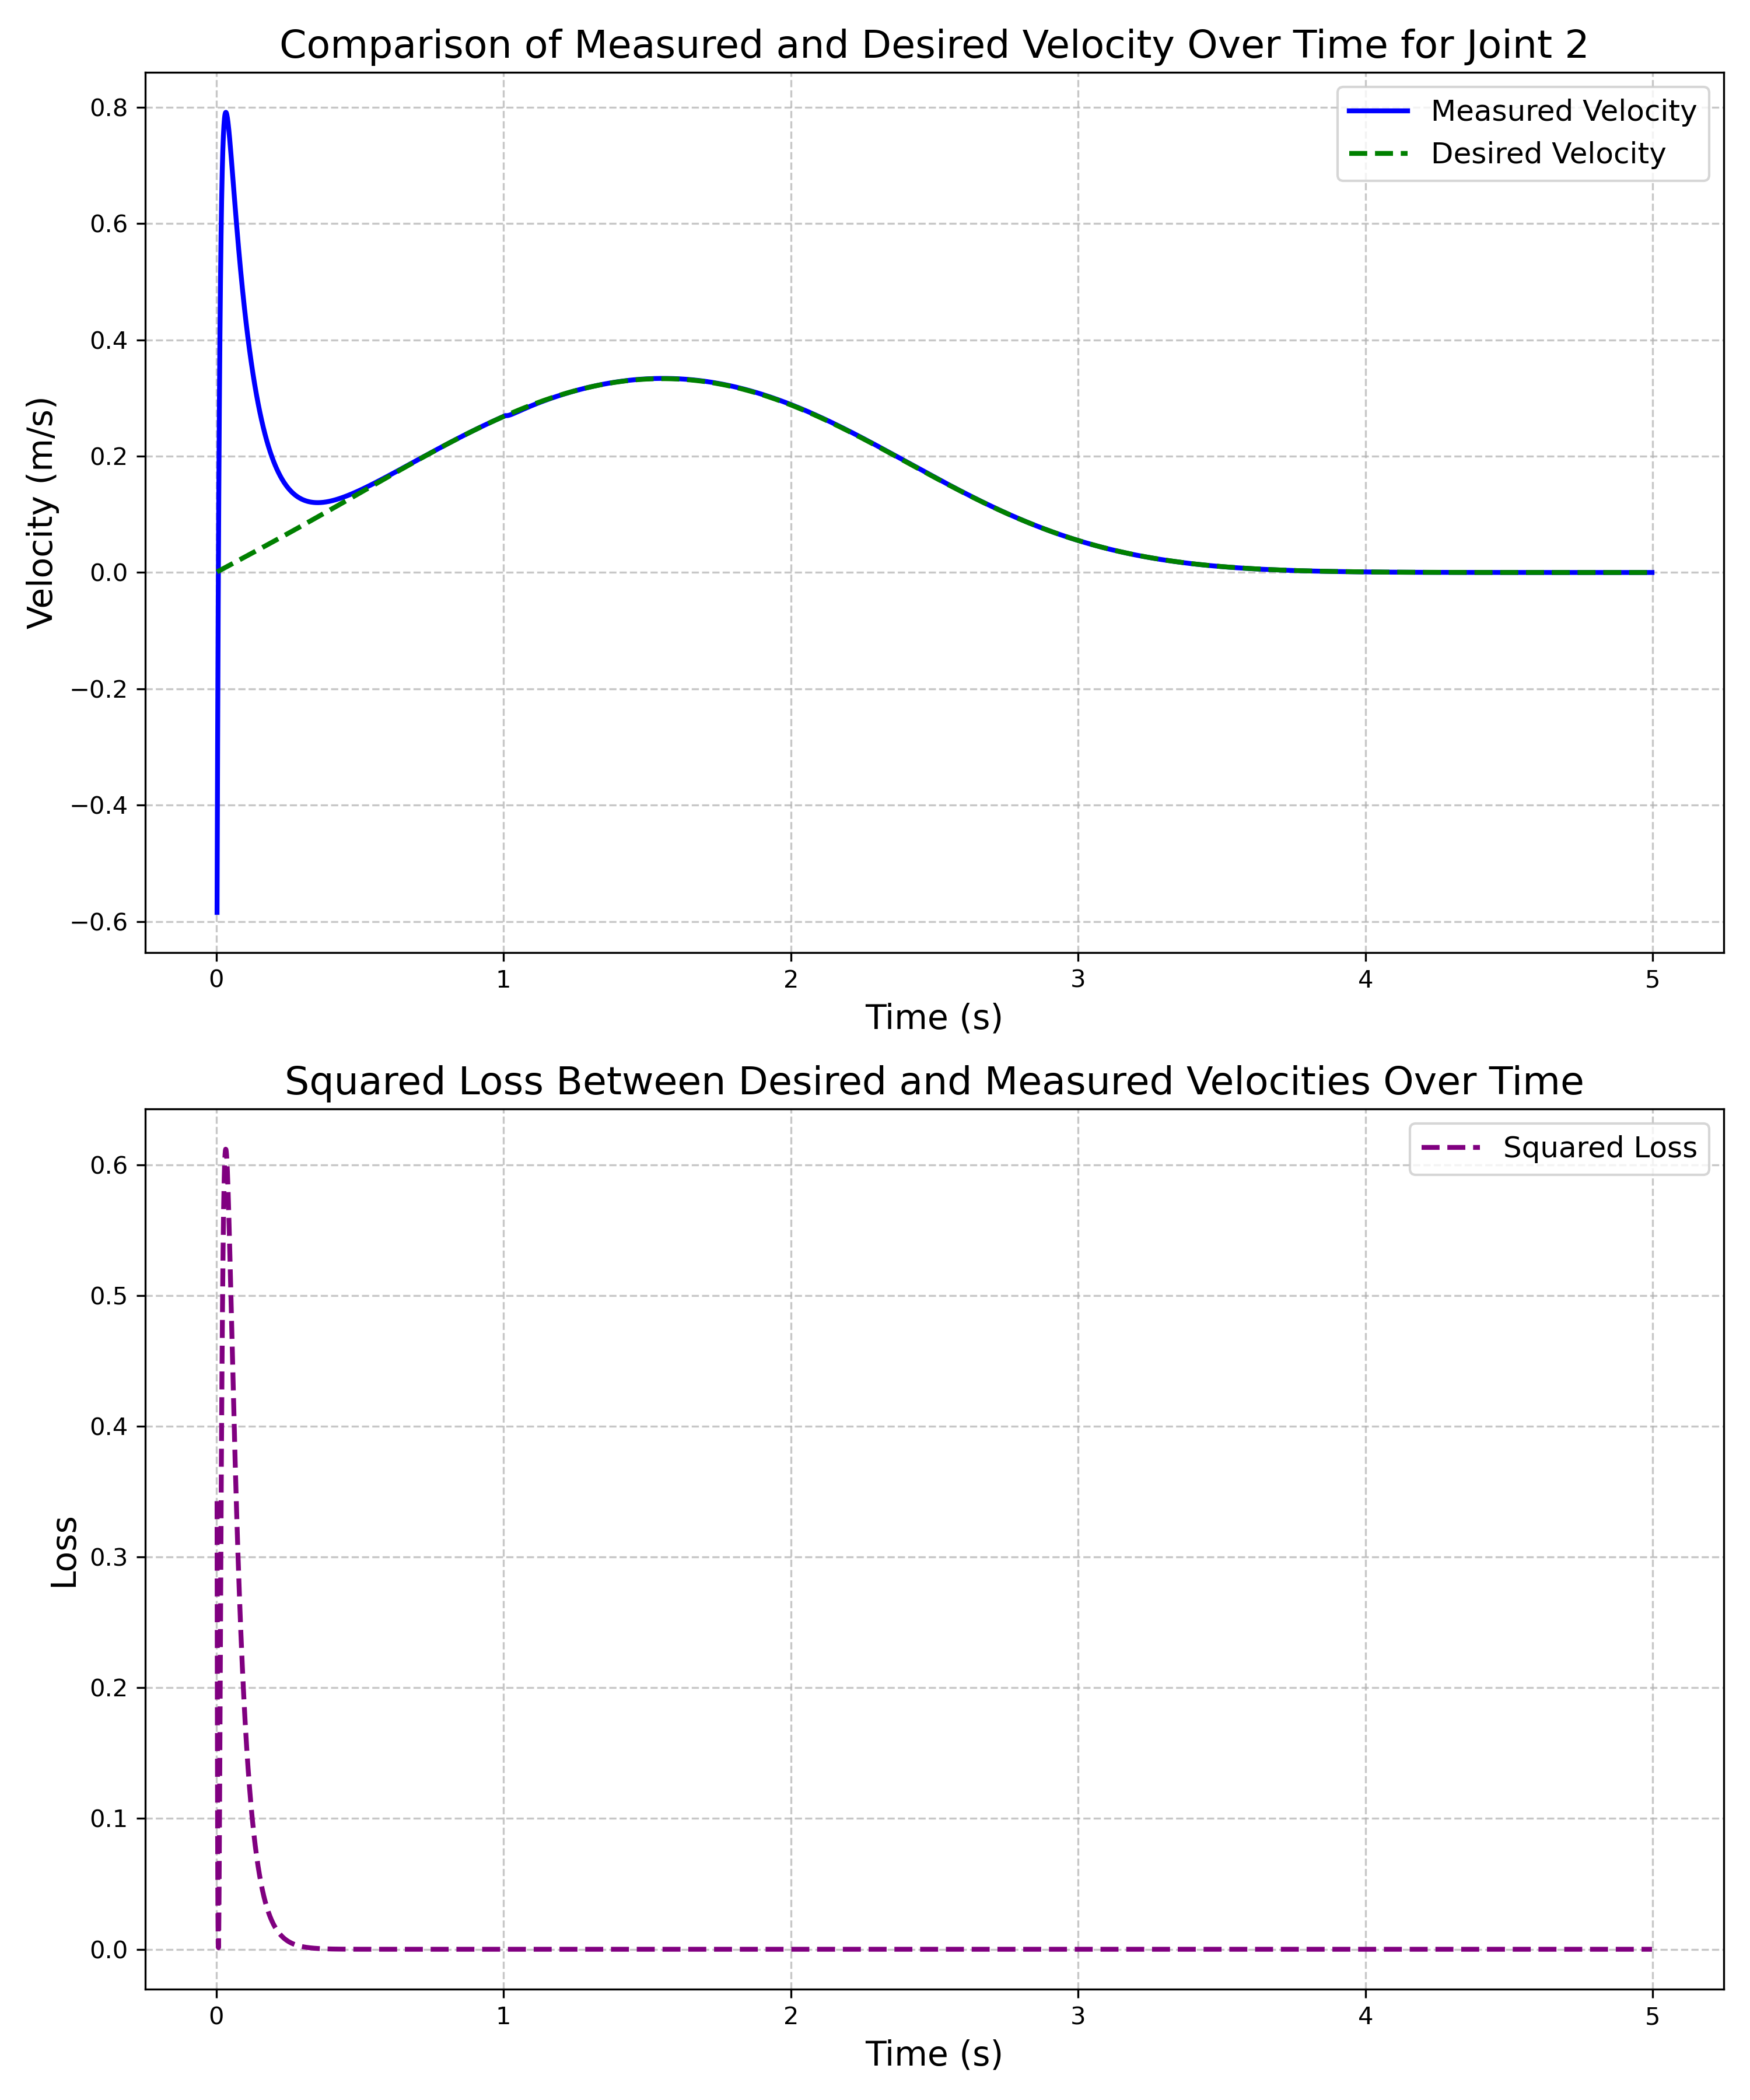 Comparison of Measured and Desired Velocity Over Time for Joint 2
Measured Velocity
Desired Velocity
0.8
0.6
0.4
0.2
0.0
−0.2
−0.4
−0.6
Velocity (m/s)
0 1 2 3 4 5
Time (s)
Squared Loss Between Desired and Measured Velocities Over Time
Squared Loss
0.6
0.5
0.4
0.3
0.2
0.1
0.0
Loss
0 1 2 3 4 5
Time (s)